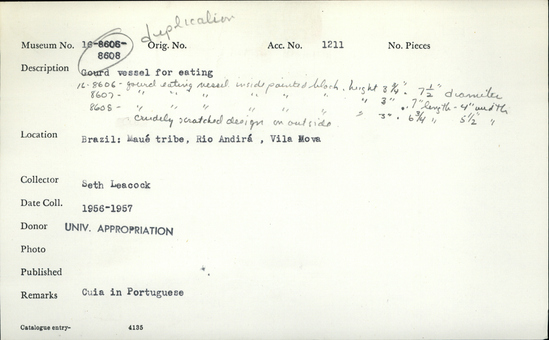 duplication
Museum No. 16-8606- Orig. No. Acc. No. 1211 No. Pieces
8608
Description Gourd vessel for eating
16-8606- gourd eating vessel inside painted black. height 3 3/4". 7 1/2" diameter
8607- " " " " " " 3" . 7" length - 4" width
8608- " " " " "
crudely scratched design on outside. " 3" . 6 3/4 " 5 1/2" "
Location Brazil: Maué tribe, Rio Andirá , Vila Mova
Collector Seth Leacock
Date Coll. 1956-1957
Donor UNIV. APPROPRIATION
Photo
Published
Remarks Cuia in Portuguese
Catalogue entry- 4135